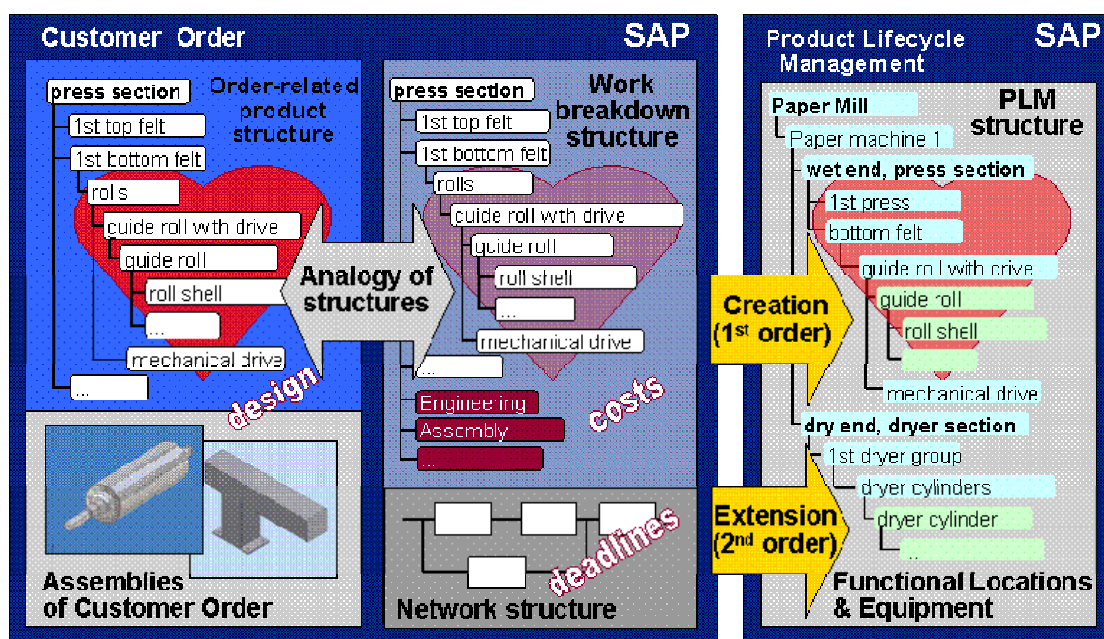 Customer Order
SAP
Order-related
product
structure
press section
1st top felt
1st bottom felt
rolls
guide roll with drive
guide roll
roll shell
...
mechanical drive
...
design
Assemblies
of Customer Order
Analogy of
structures
Work
breakdown
structure
press section
1st top felt
1st bottom felt
rolls
guide roll with drive
guide roll
roll shell
...
mechanical drive
...
Engineering
Assembly
...
costs
deadlines
Network structure
Product Lifecycle
Management
SAP
PLM
structure
Paper Mill
Paper machine 1
wet end, press section
1st press
bottom felt
guide roll with drive
guide roll
roll shell
mechanical drive
Creation
(1st order)
dry end, dryer section
1st dryer group
dryer cylinders
dryer cylinder
...
Extension
(2nd order)
Functional Locations
& Equipment